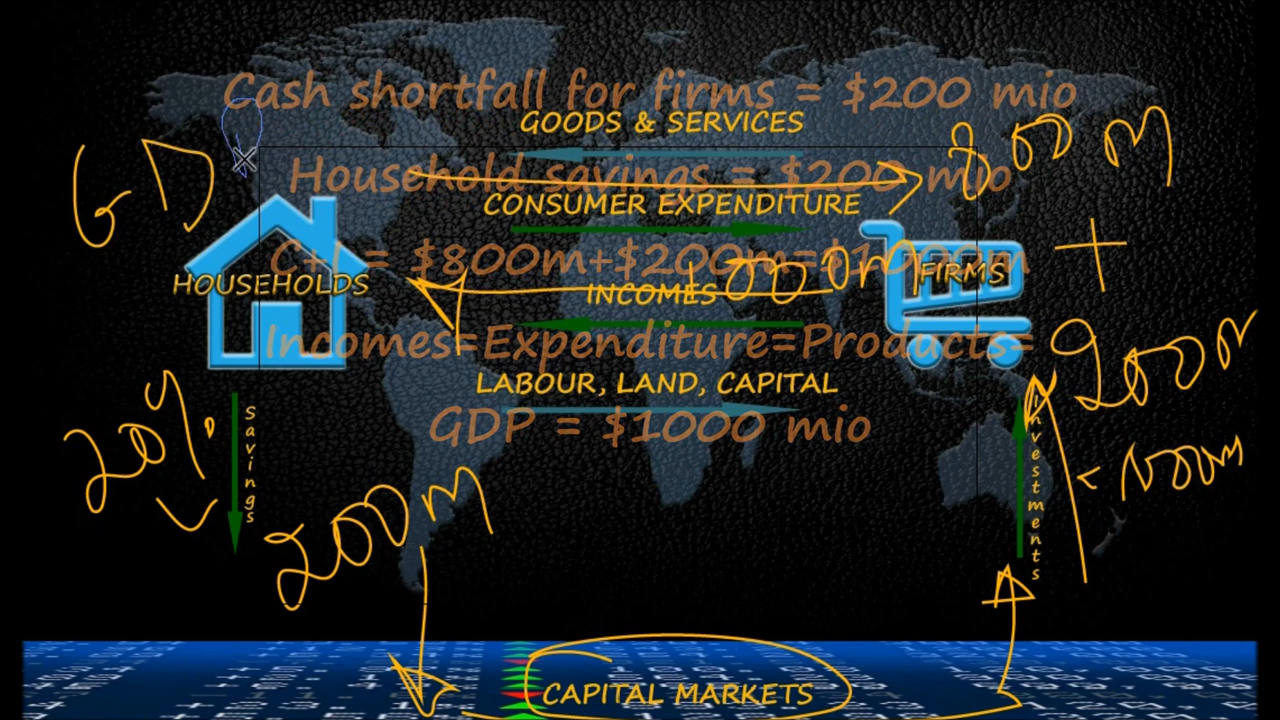 Cash shortfall for firms = $200 mio
GOODS & SERVICES
800m
GD
Household savings = $200 mio
CONSUMER EXPENDITURE
+
C+I = $800m+$200m=$1000m
HOUSEHOLDS
1000m
FIRMS
INCOMES
Incomes=Expenditure=Products=
200m
LABOUR, LAND, CAPITAL
GDP = $1000 mio
20%
Savings
Investments
200m
CAPITAL MARKETS